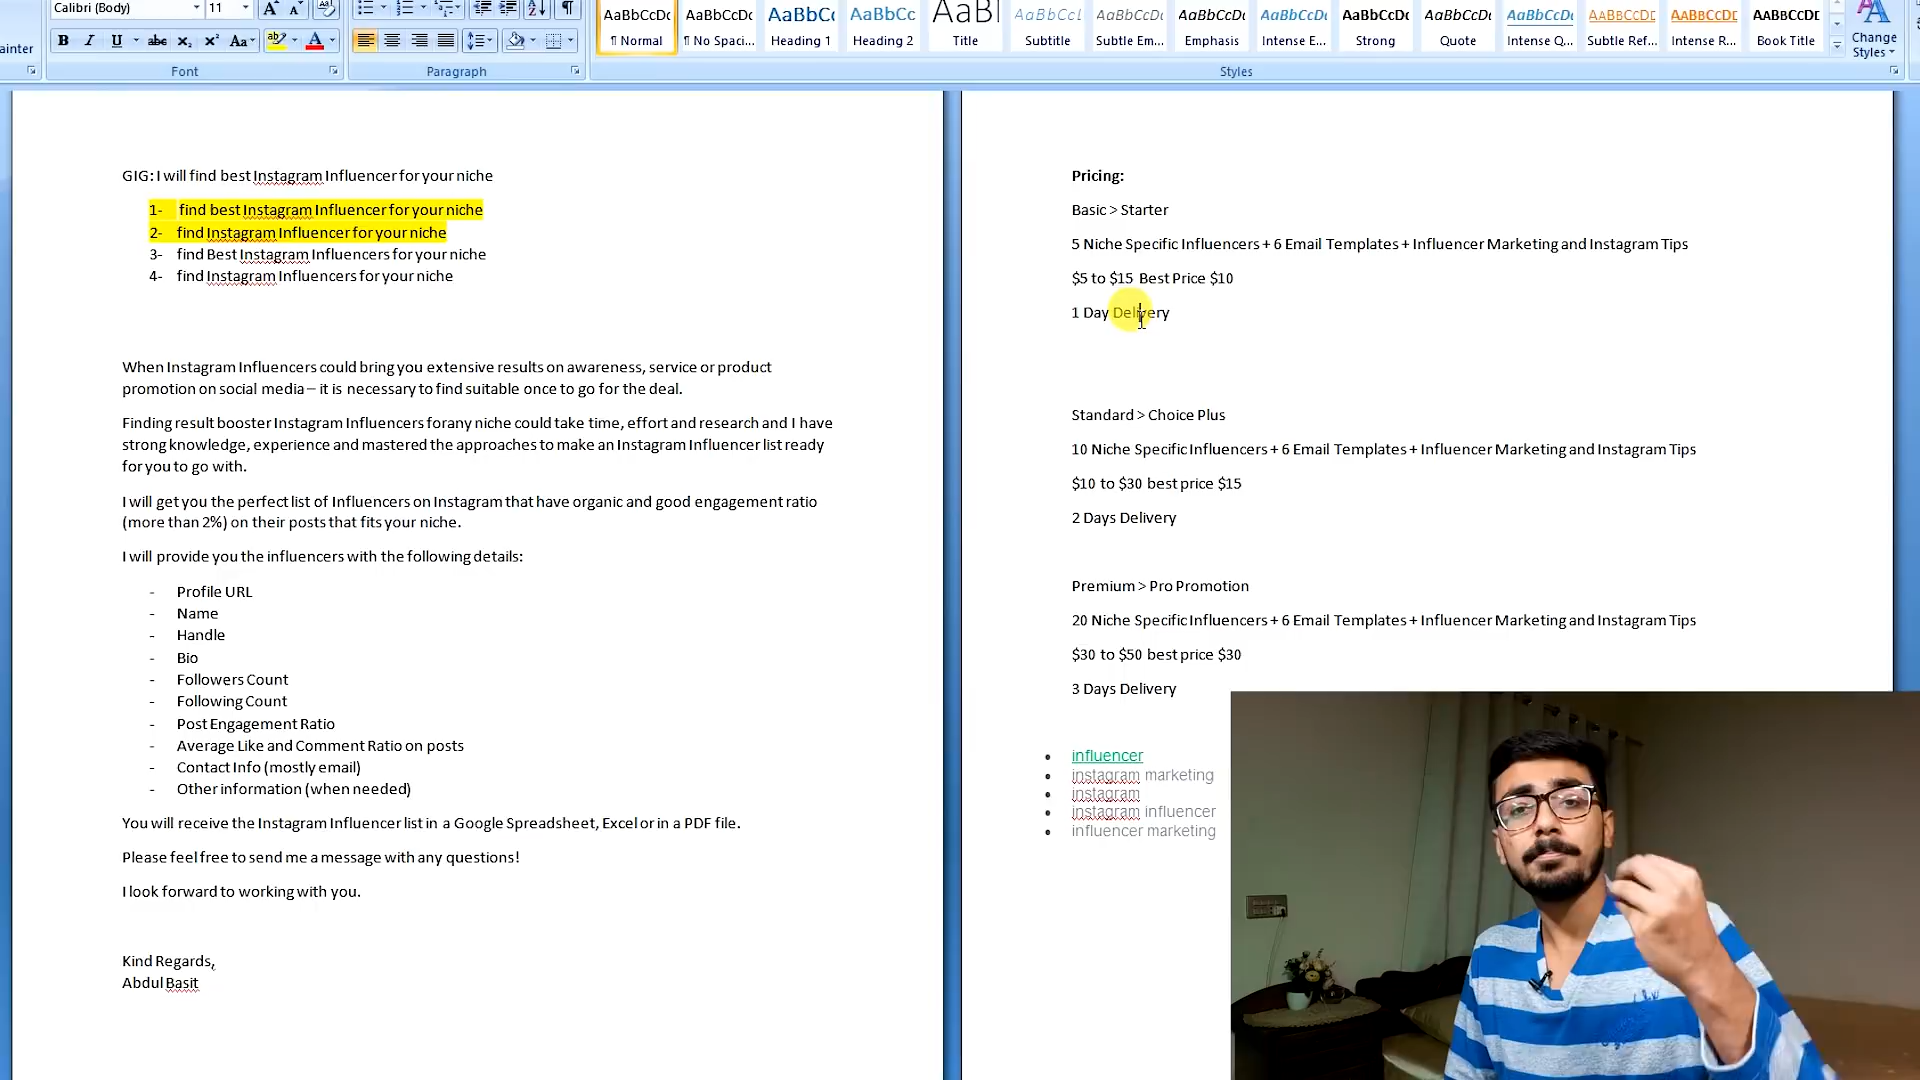 Calibri (Body) 11
ainter
B I U abc X₂ X² Aa
AaBbCcDc AaBbCcDc AaBbCc AaBbCc AaBl AaBbCcL AaBbCcDc AaBbCcDt AaBbCcDt AaBbCcDc AaBbCcDt AaBbCcDt AABBCCDE AABBCCDE AABBCCDE
¶ Normal ¶ No Spaci... Heading 1 Heading 2 Title Subtitle Subtle Em... Emphasis Intense E... Strong Quote Intense Q... Subtle Ref... Intense R... Book Title
Change
Styles
Font Paragraph Styles
GIG: I will find best Instagram Influencer for your niche
1- find best Instagram Influencer for your niche
2- find Instagram Influencer for your niche
3- find Best Instagram Influencers for your niche
4- find Instagram Influencers for your niche
When Instagram Influencers could bring you extensive results on awareness, service or product
promotion on social media – it is necessary to find suitable once to go for the deal.
Finding result booster Instagram Influencers forany niche could take time, effort and research and I have
strong knowledge, experience and mastered the approaches to make an Instagram Influencer list ready
for you to go with.
I will get you the perfect list of Influencers on Instagram that have organic and good engagement ratio
(more than 2%) on their posts that fits your niche.
I will provide you the influencers with the following details:
- Profile URL
- Name
- Handle
- Bio
- Followers Count
- Following Count
- Post Engagement Ratio
- Average Like and Comment Ratio on posts
- Contact Info (mostly email)
- Other information (when needed)
You will receive the Instagram Influencer list in a Google Spreadsheet, Excel or in a PDF file.
Please feel free to send me a message with any questions!
I look forward to working with you.
Kind Regards,
Abdul Basit
Pricing:
Basic > Starter
5 Niche Specific Influencers + 6 Email Templates + Influencer Marketing and Instagram Tips
$5 to $15 Best Price $10
1 Day Delivery
Standard > Choice Plus
10 Niche Specific Influencers + 6 Email Templates + Influencer Marketing and Instagram Tips
$10 to $30 best price $15
2 Days Delivery
Premium > Pro Promotion
20 Niche Specific Influencers + 6 Email Templates + Influencer Marketing and Instagram Tips
$30 to $50 best price $30
3 Days Delivery
• influencer
• instagram marketing
• instagram
• instagram influencer
• influencer marketing